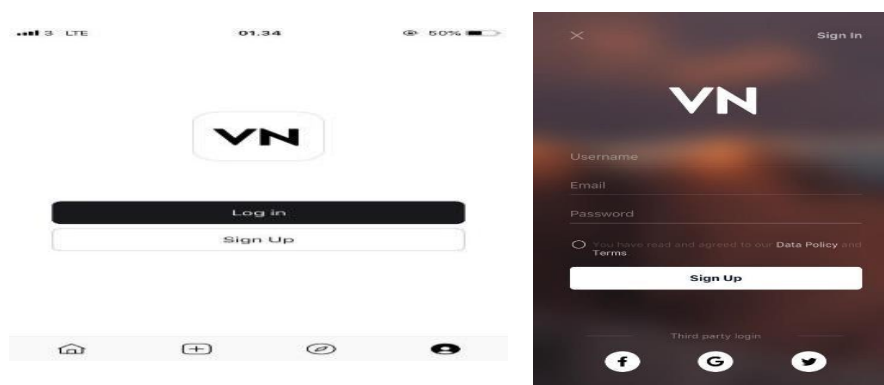 3 LTE
01.34
50%
VN
Log in
Sign Up
Sign In
VN
Username
Email
Password
You have read and agreed to our Data Policy and
Terms
Sign Up
Third party login